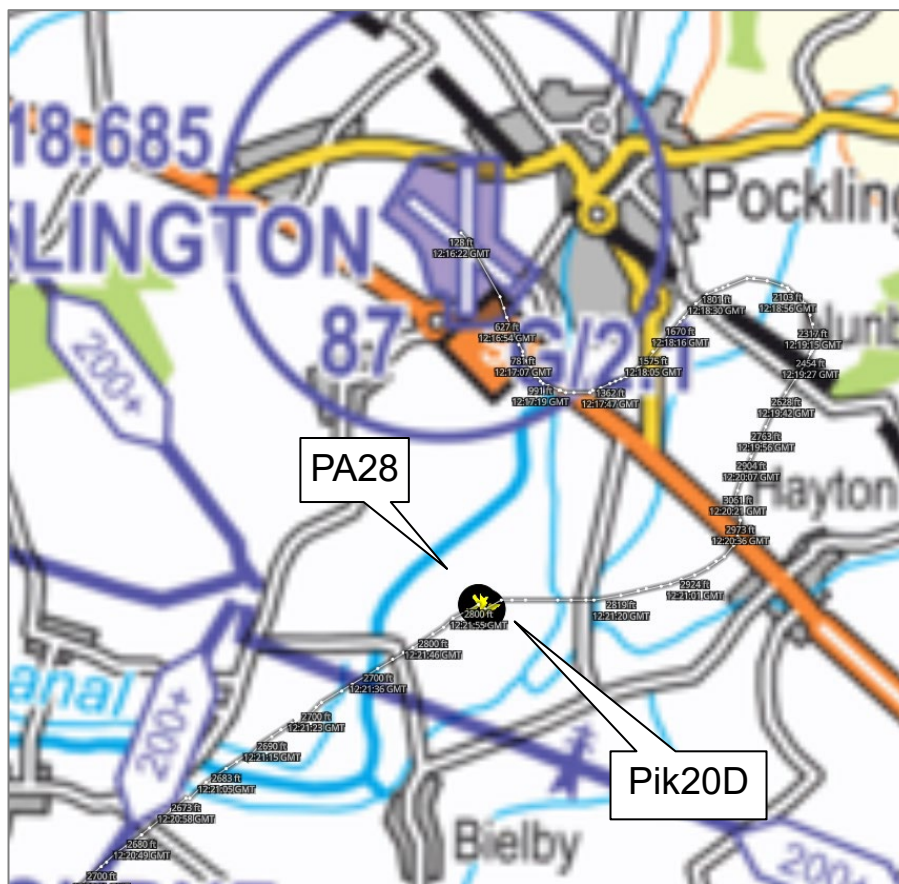 18.685
LINGTON
Pockling
128 ft
12:16:22 GMT
87
G/2.1
627 ft
12:16:54 GMT
781 ft
12:17:07 GMT
991 ft
12:17:19 GMT
1362 ft
12:17:47 GMT
1575 ft
12:18:05 GMT
1670 ft
12:18:16 GMT
1801 ft
12:18:30 GMT
2103 ft
12:18:56 GMT
2317 ft
12:19:15 GMT
2454 ft
12:19:27 GMT
2628 ft
12:19:42 GMT
2763 ft
12:19:56 GMT
2904 ft
12:20:07 GMT
3061 ft
12:20:21 GMT
2973 ft
12:20:36 GMT
Hayton
200+
PA28
2924 ft
12:21:01 GMT
2819 ft
12:21:20 GMT
2800 ft
12:21:55 GMT
2800 ft
12:21:46 GMT
2700 ft
12:21:36 GMT
2700 ft
12:21:23 GMT
2690 ft
12:21:15 GMT
2683 ft
12:21:05 GMT
2673 ft
12:20:58 GMT
2680 ft
12:20:49 GMT
2700 ft
anal
200+
Pik20D
Bielby
200+